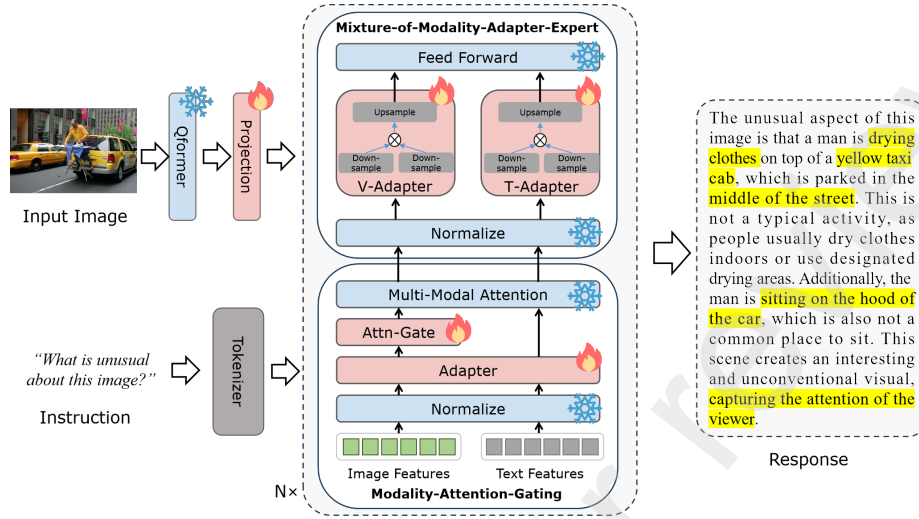 Mixture-of-Modality-Adapter-Expert
Feed Forward
Upsample
Down-
sample
Down-
sample
V-Adapter
Upsample
Down-
sample
Down-
sample
T-Adapter
Normalize
Qformer
Projection
Input Image
Multi-Modal Attention
Attn-Gate
Adapter
Normalize
Image Features
Text Features
Modality-Attention-Gating
N×
Tokenizer
“What is unusual
about this image?”
Instruction
The unusual aspect of this
image is that a man is drying
clothes on top of a yellow taxi
cab, which is parked in the
middle of the street. This is
not a typical activity, as
people usually dry clothes
indoors or use designated
drying areas. Additionally, the
man is sitting on the hood of
the car, which is also not a
common place to sit. This
scene creates an interesting
and unconventional visual,
capturing the attention of the
viewer.
Response